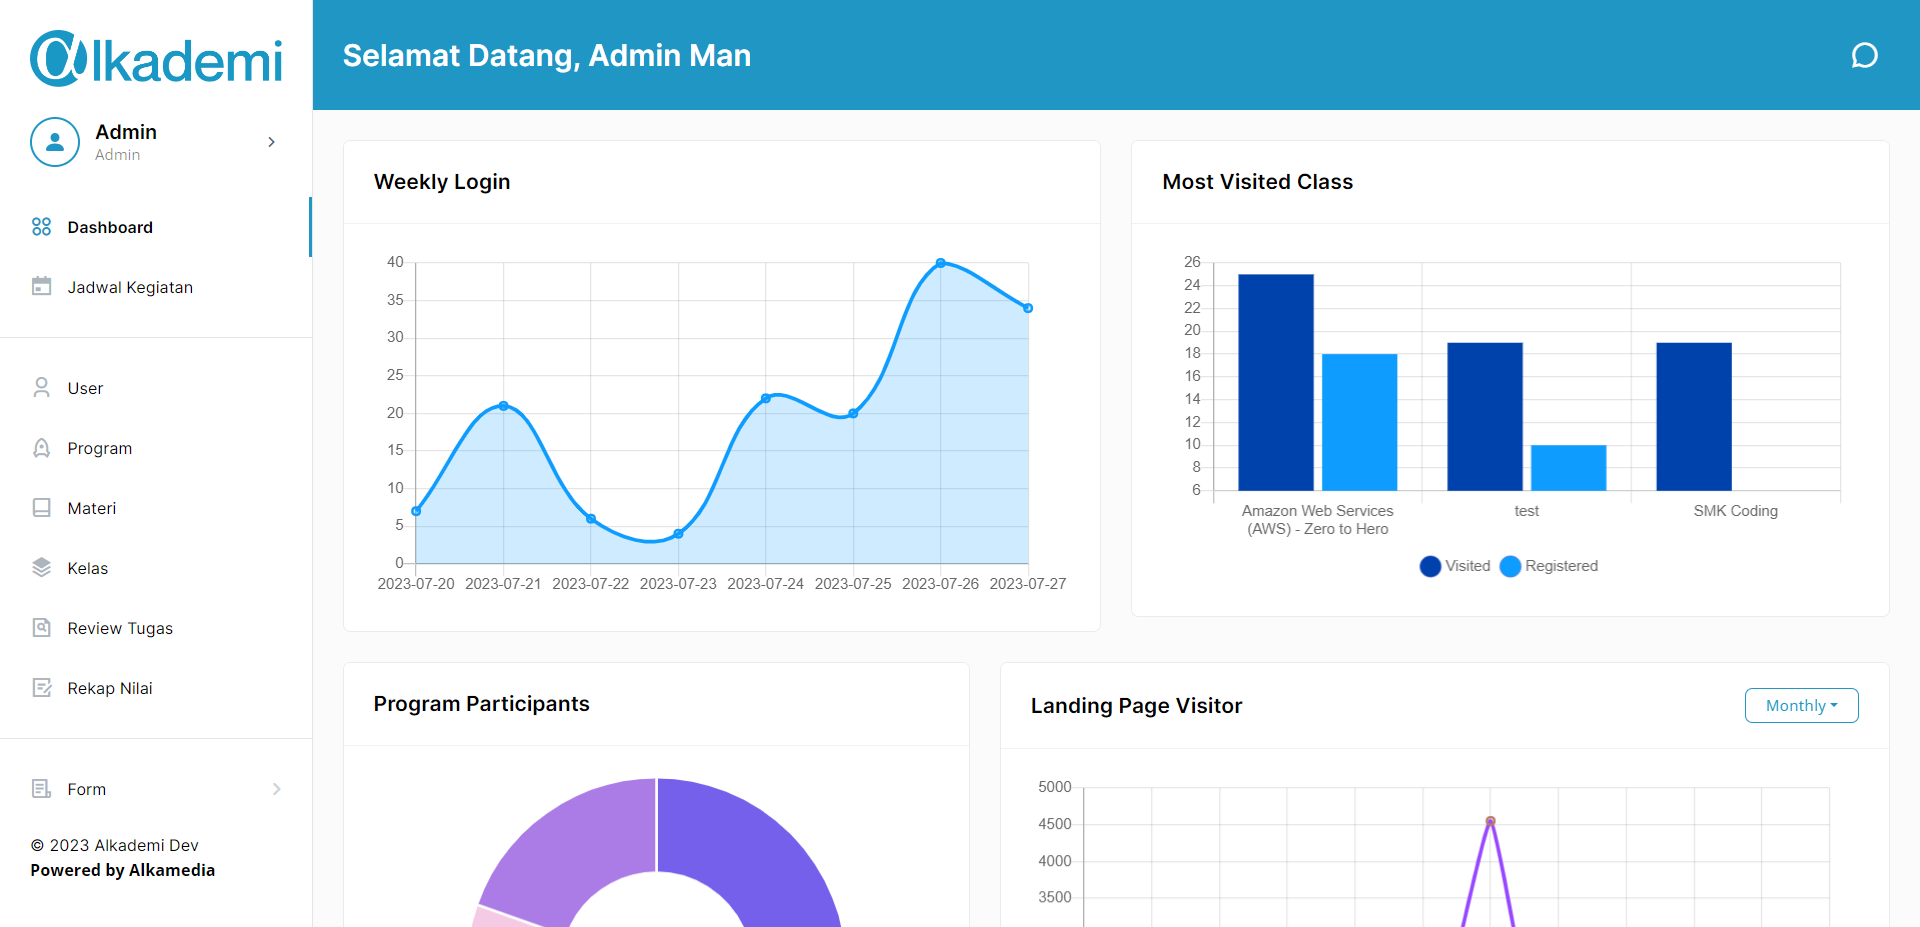 alkademi
Admin
Admin
Dashboard
Jadwal Kegiatan
User
Program
Materi
Kelas
Review Tugas
Rekap Nilai
Form
© 2023 Alkademi Dev
Powered by Alkamedia
Selamat Datang, Admin Man
Weekly Login
40
35
30
25
20
15
10
5
0
2023-07-20 2023-07-21 2023-07-22 2023-07-23 2023-07-24 2023-07-25 2023-07-26 2023-07-27
Most Visited Class
26
24
22
20
18
16
14
12
10
8
6
Amazon Web Services
(AWS) - Zero to Hero
test
SMK Coding
Visited Registered
Program Participants
Landing Page Visitor
Monthly
5000
4500
4000
3500